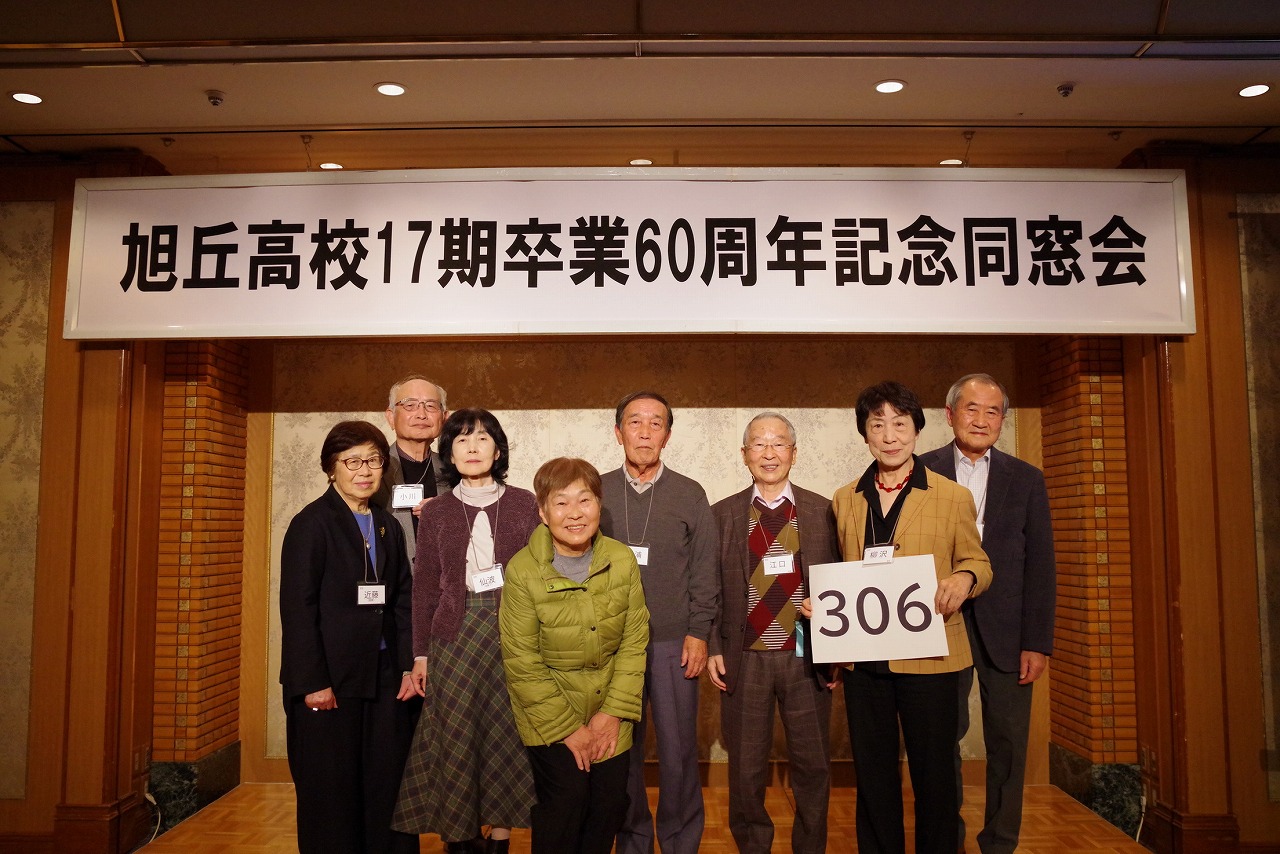 旭丘高校17期卒業60周年記念同窓会
小川
近藤
仙波
江口
柳沢
306